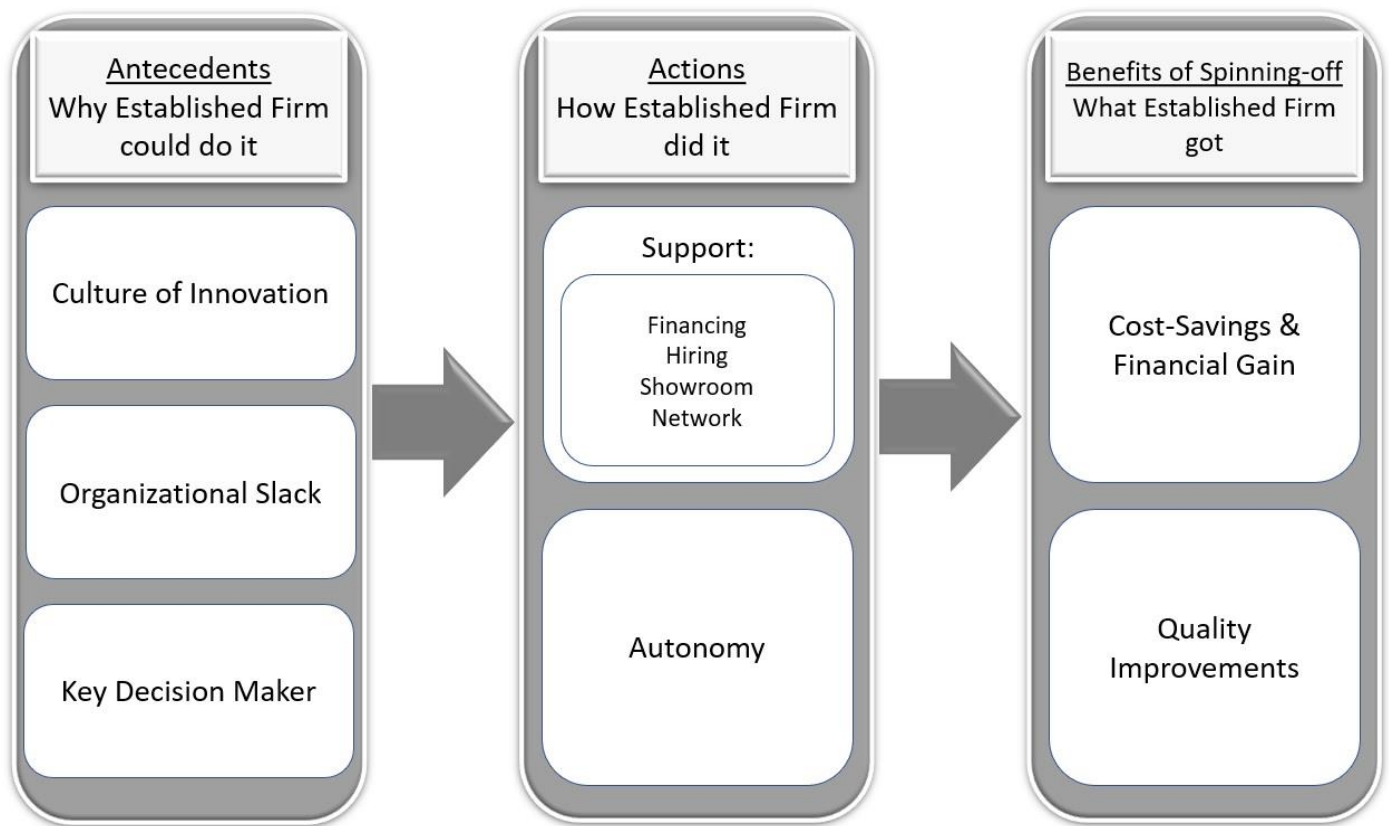 Antecedents
Why Established Firm
could do it
Culture of Innovation
Organizational Slack
Key Decision Maker
Actions
How Established Firm
did it
Support:
Financing
Hiring
Showroom
Network
Autonomy
Benefits of Spinning-off
What Established Firm
got
Cost-Savings &
Financial Gain
Quality
Improvements